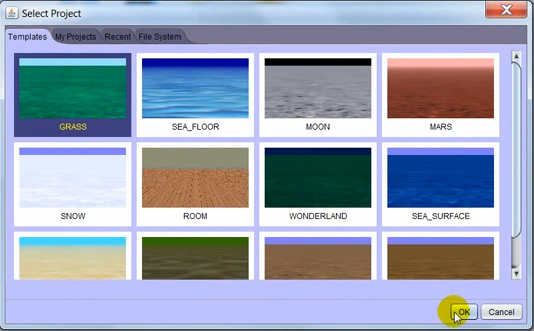 Select Project
Templates My Projects Recent File System
GRASS SEA_FLOOR MOON MARS
SNOW ROOM WONDERLAND SEA_SURFACE
OK Cancel